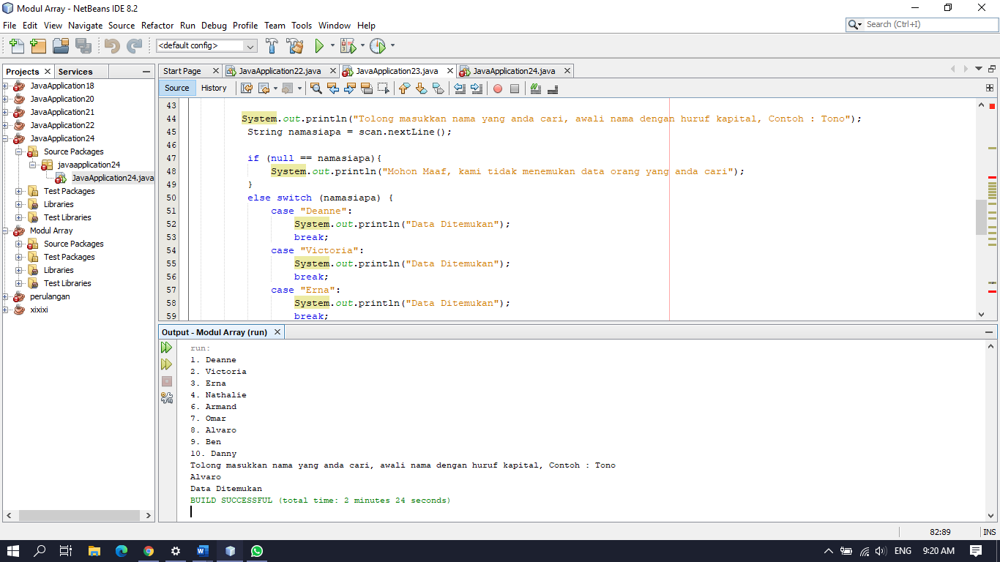 Modul Array - NetBeans IDE 8.2
File Edit View Navigate Source Refactor Run Debug Profile Team Tools Window Help
Search (Ctrl+I)
<default config>
Projects Services
JavaApplication18
JavaApplication20
JavaApplication21
JavaApplication22
JavaApplication24
Source Packages
javaapplication24
JavaApplication24.java
Test Packages
Libraries
Test Libraries
Modul Array
Source Packages
Test Packages
Libraries
Test Libraries
perulangan
xixixi
Start Page JavaApplication22.java JavaApplication23.java JavaApplication24.java
Source History
43
44 System.out.println("Tolong masukkan nama yang anda cari, awali nama dengan huruf kapital, Contoh : Tono");
45 String namasiapa = scan.nextLine();
46
47 if (null == namasiapa){
48 System.out.println("Mohon Maaf, kami tidak menemukan data orang yang anda cari");
49 }
50 else switch (namasiapa) {
51 case "Deanne":
52 System.out.println("Data Ditemukan");
53 break;
54 case "Victoria":
55 System.out.println("Data Ditemukan");
56 break;
57 case "Erna":
58 System.out.println("Data Ditemukan");
59 break;
Output - Modul Array (run)
run:
1. Deanne
2. Victoria
3. Erna
4. Nathalie
6. Armand
7. Omar
8. Alvaro
9. Ben
10. Danny
Tolong masukkan nama yang anda cari, awali nama dengan huruf kapital, Contoh : Tono
Alvaro
Data Ditemukan
BUILD SUCCESSFUL (total time: 2 minutes 24 seconds)
82:89 INS
ENG 9:20 AM